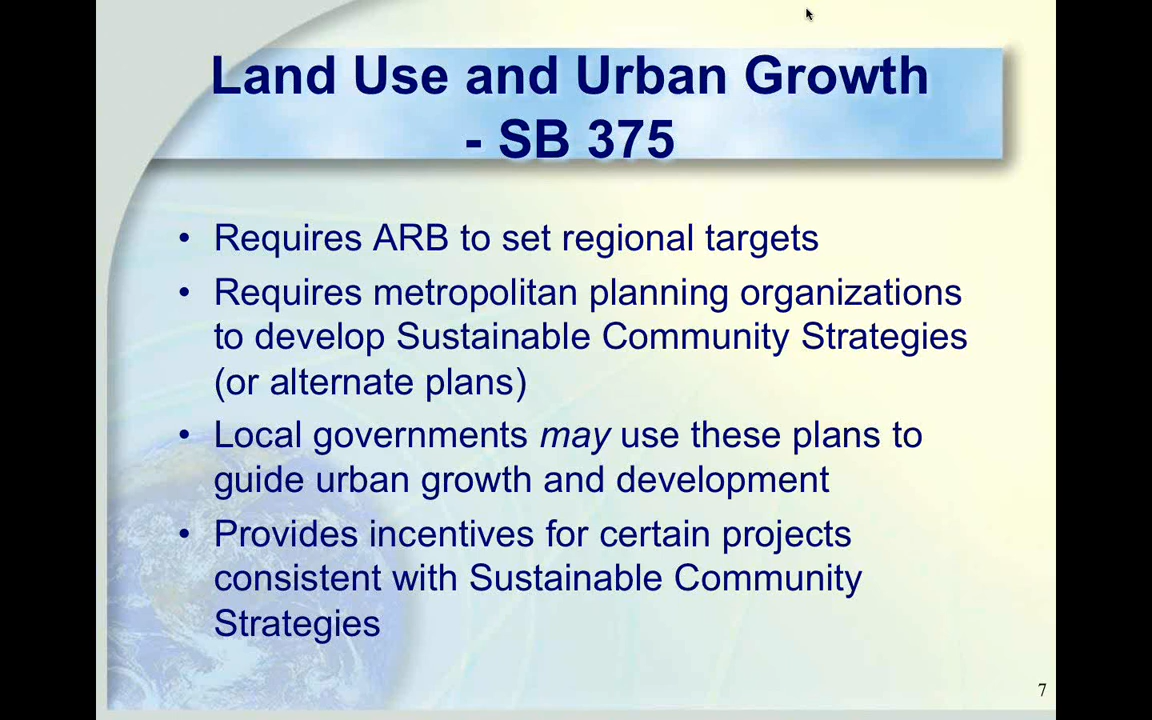 Land Use and Urban Growth
- SB 375
• Requires ARB to set regional targets
• Requires metropolitan planning organizations
to develop Sustainable Community Strategies
(or alternate plans)
• Local governments may use these plans to
guide urban growth and development
• Provides incentives for certain projects
consistent with Sustainable Community
Strategies
7